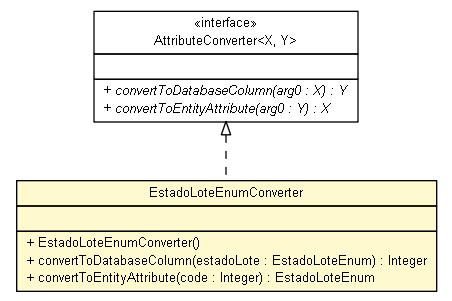 «interface»
AttributeConverter<X, Y>
+ convertToDatabaseColumn(arg0 : X) : Y
+ convertToEntityAttribute(arg0 : Y) : X
EstadoLoteEnumConverter
+ EstadoLoteEnumConverter()
+ convertToDatabaseColumn(estadoLote : EstadoLoteEnum) : Integer
+ convertToEntityAttribute(code : Integer) : EstadoLoteEnum